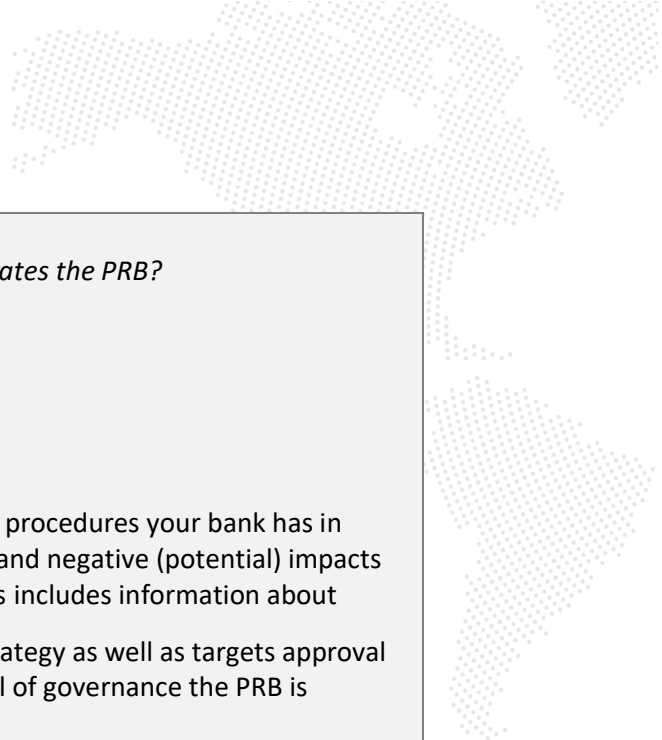 ates the PRB?
procedures your bank has in
and negative (potential) impacts
s includes information about
ategy as well as targets approval
l of governance the PRB is